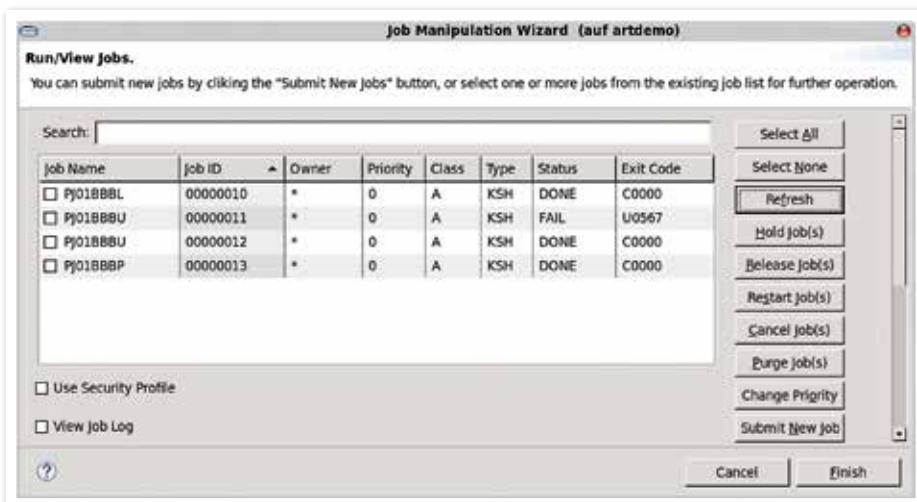 Job Manipulation Wizard (auf artdemo)
Run/View Jobs.
You can submit new jobs by cliking the "Submit New Jobs" button, or select one or more jobs from the existing job list for further operation.
Search:
Job Name Job ID Owner Priority Class Type Status Exit Code
PJ01BBBL 00000010 * 0 A KSH DONE C0000
PJ01BBBU 00000011 * 0 A KSH FAIL U0567
PJ01BBBU 00000012 * 0 A KSH DONE C0000
PJ01BBBP 00000013 * 0 A KSH DONE C0000
Select All
Select None
Refresh
Hold Job(s)
Release Job(s)
Restart Job(s)
Cancel Job(s)
Purge Job(s)
Change Priority
Submit New Job
Use Security Profile
View Job Log
?
Cancel Finish